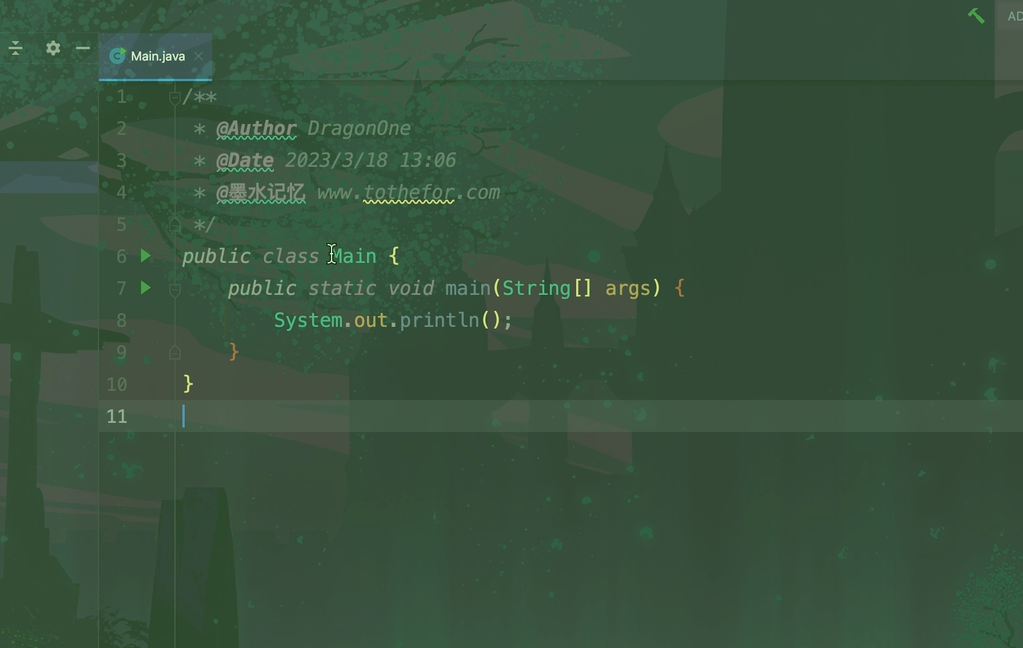 AD
Main.java
1 /**
2 * @Author DragonOne
3 * @Date 2023/3/18 13:06
4 * @墨水记忆 www.tothefor.com
5 */
6 public class Main {
7 public static void main(String[] args) {
8 System.out.println();
9 }
10 }
11